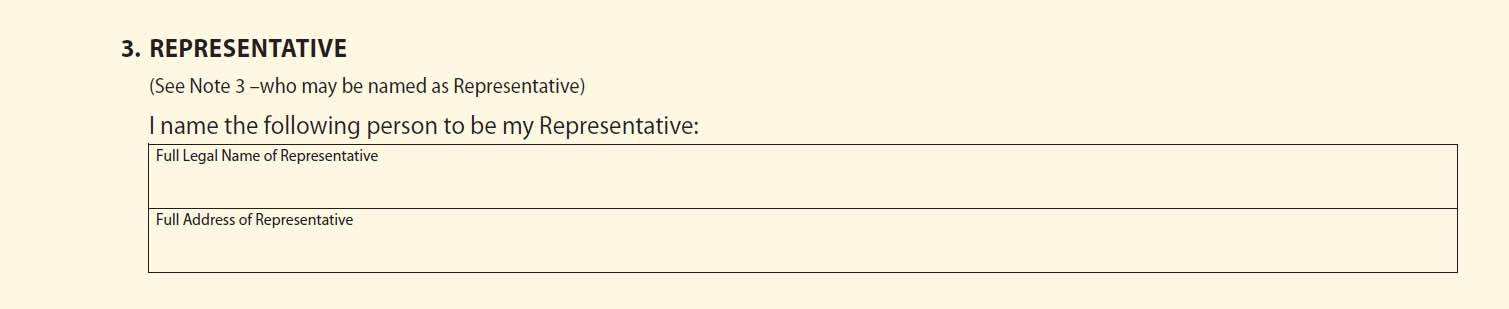 3. REPRESENTATIVE
(See Note 3 –who may be named as Representative)
I name the following person to be my Representative:
Full Legal Name of Representative
Full Address of Representative